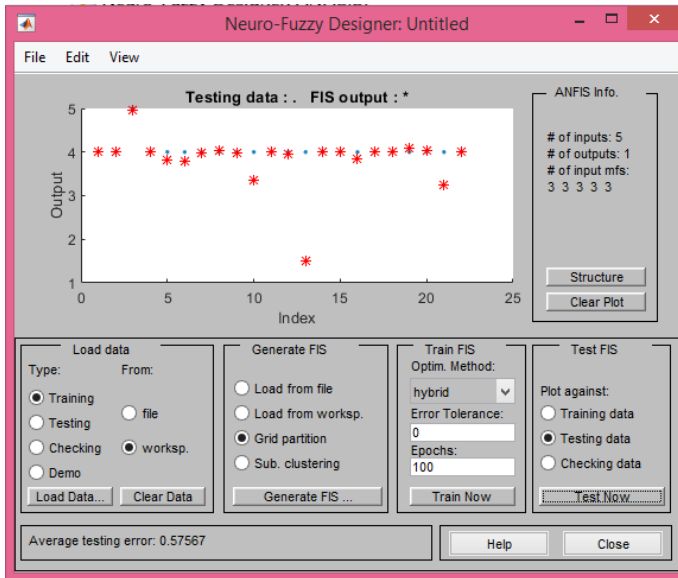 Neuro-Fuzzy Designer: Untitled
File Edit View
Testing data : . FIS output : *
5
4
3
2
1
Output
0 5 10 15 20 25
Index
ANFIS Info.
# of inputs: 5
# of outputs: 1
# of input mfs:
3 3 3 3 3
Structure
Clear Plot
Load data
Type: From:
Training
Testing
Checking
Demo
file
worksp.
Load Data... Clear Data
Generate FIS
Load from file
Load from worksp.
Grid partition
Sub. clustering
Generate FIS ...
Train FIS
Optim. Method:
hybrid
Error Tolerance:
0
Epochs:
100
Train Now
Test FIS
Plot against:
Training data
Testing data
Checking data
Test Now
Average testing error: 0.57567
Help Close